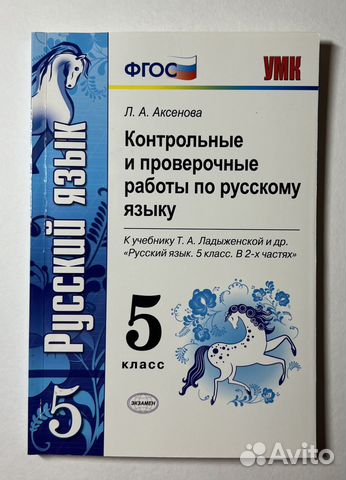 ФГОС
УМК
Л. А. Аксенова
Контрольные
и проверочные
работы по русскому
языку
К учебнику Т. А. Ладыженской и др.
«Русский язык. 5 класс. В 2-х частях»
5
класс
ЭКЗАМЕН
Русский язык
5
Avito